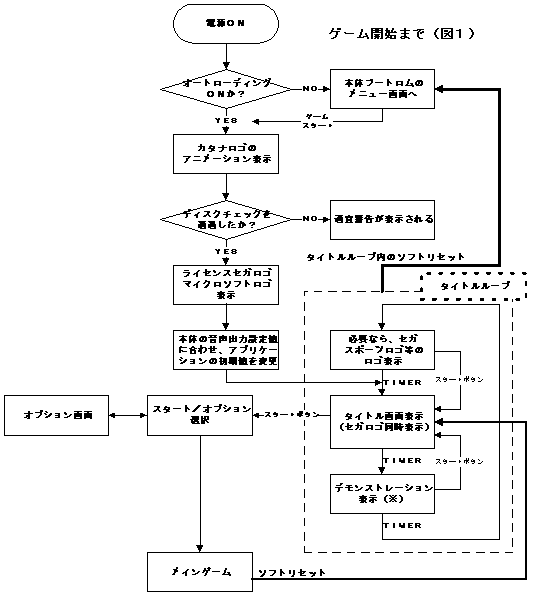 電源ON
ゲーム開始まで（図１）
オートローディング
ONか？
NO
本体ブートロムの
メニュー画面へ
YES
ゲーム
スタート
カタナロゴの
アニメーション表示
ディスクチェックを
通過したか？
NO
適宜警告が表示される
YES
タイトルループ内のソフトリセット
ライセンスセガロゴ
マイクロソフトロゴ
表示
タイトルループ
本体の音声出力設定値
に合わせ、アプリケー
ションの初期値を変更
必要なら、セガ
スポーツロゴ等の
ロゴ表示
TIMER
スタートボタン
オプション画面
スタート／オプション
選択
スタートボタン
タイトル画面表示
（セガロゴ同時表示）
TIMER
スタートボタン
デモンストレーション
表示（※）
TIMER
メインゲーム
ソフトリセット